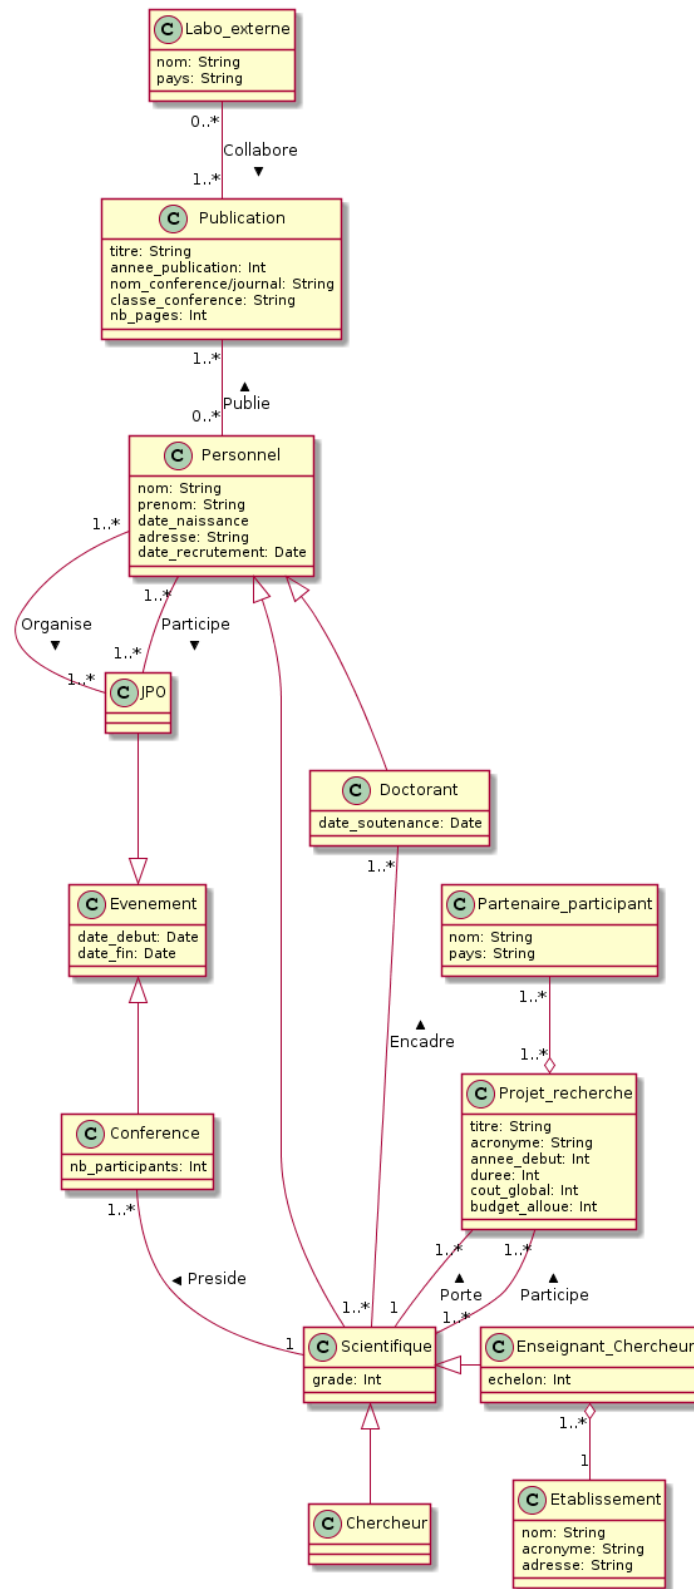 C Labo_externe
nom: String
pays: String
0..*
Collabore
▼
1..*
C Publication
titre: String
annee_publication: Int
nom_conference/journal: String
classe_conference: String
nb_pages: Int
1..*
▲
Publie
0..*
C Personnel
nom: String
prenom: String
date_naissance
adresse: String
date_recrutement: Date
1..*
1..*
Organise
▼
Participe
▼
1..*
1..*
C JPO
C Doctorant
date_soutenance: Date
1..*
C Evenement
date_debut: Date
date_fin: Date
C Partenaire_participant
nom: String
pays: String
1..*
▲
Encadre
1..*
C Projet_recherche
titre: String
acronyme: String
annee_debut: Int
duree: Int
cout_global: Int
budget_alloue: Int
C Conference
nb_participants: Int
1..*
1..*
1..*
◀ Preside
▲
Porte
▲
Participe
1..*
1
1..*
1
C Scientifique
grade: Int
C Enseignant_Chercheur
echelon: Int
1..*
1
C Chercheur
C Etablissement
nom: String
acronyme: String
adresse: String